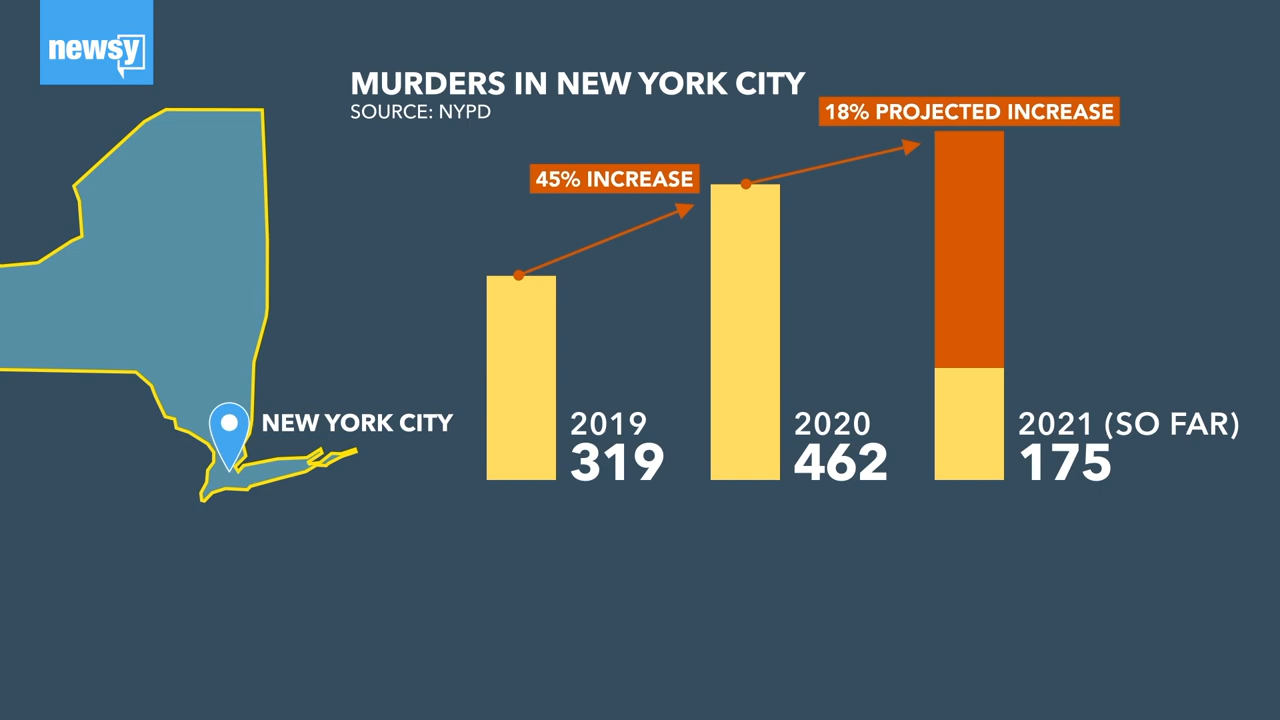 newsy
MURDERS IN NEW YORK CITY
SOURCE: NYPD
18% PROJECTED INCREASE
45% INCREASE
NEW YORK CITY
2019
319
2020
462
2021 (SO FAR)
175